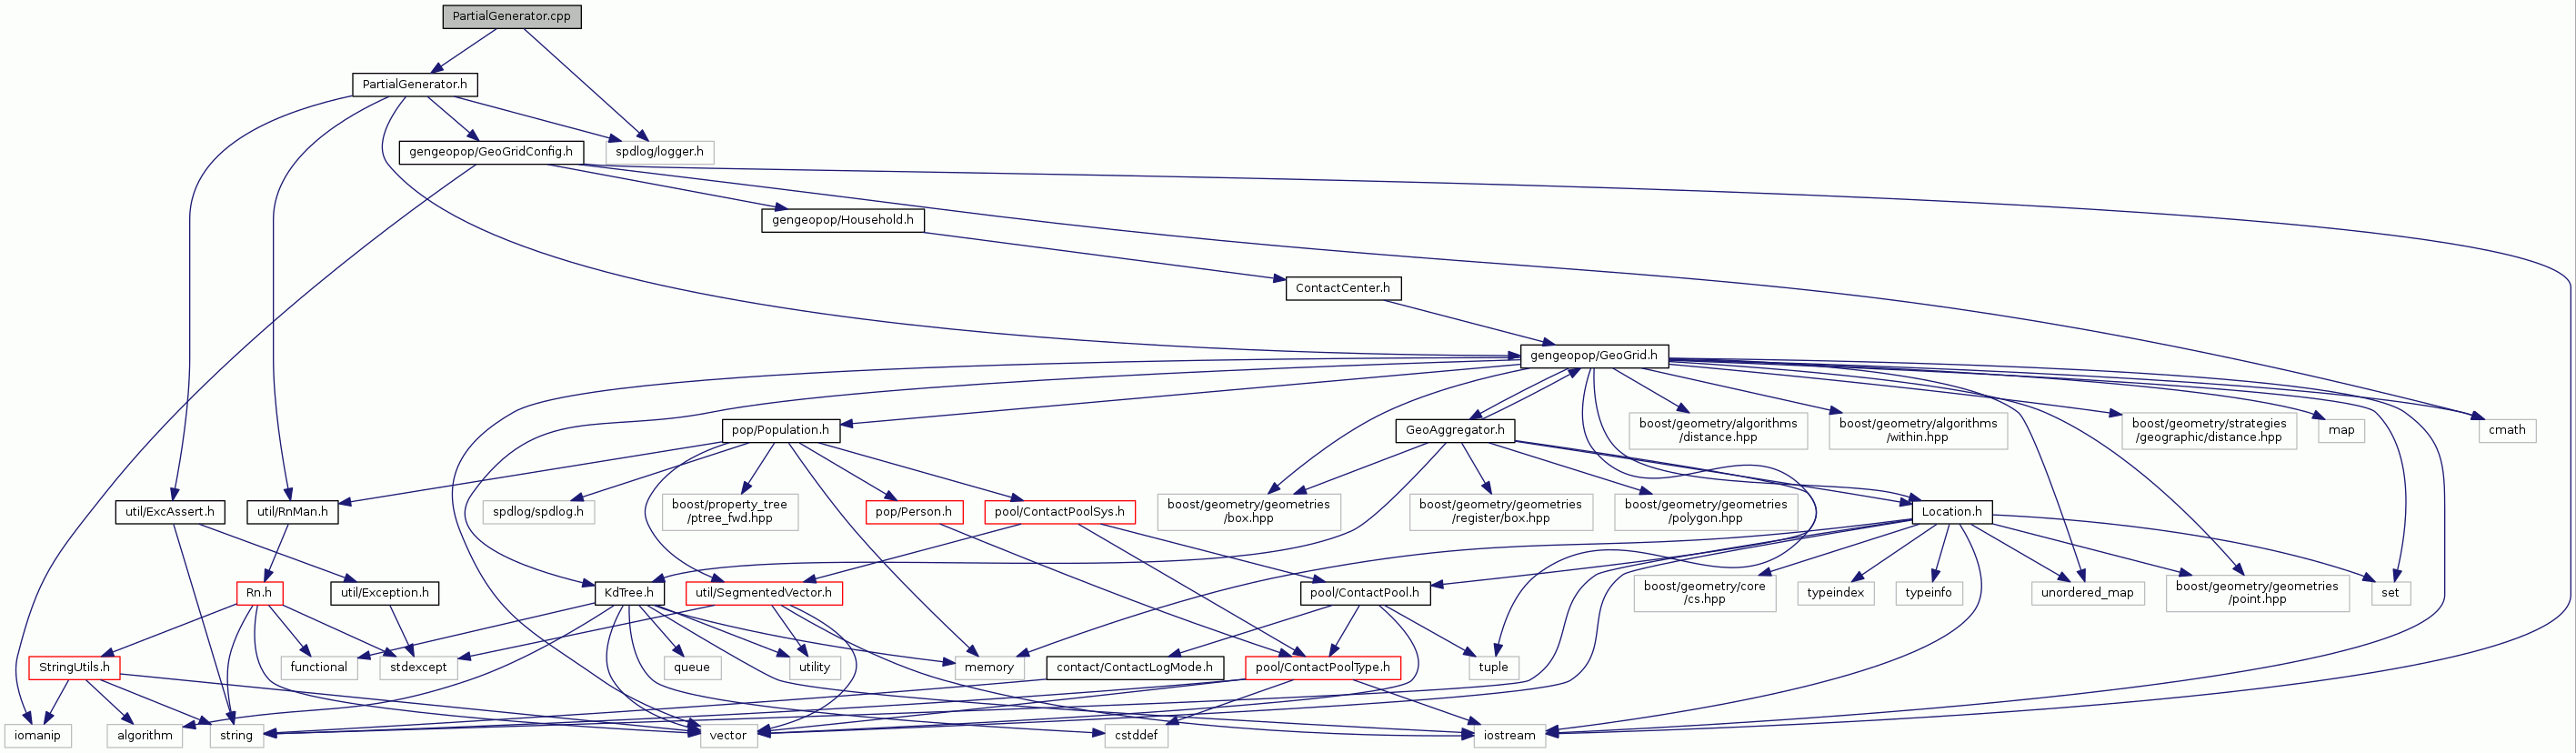 PartialGenerator.cpp
PartialGenerator.h
gengeopop/GeoGridConfig.h
spdlog/logger.h
gengeopop/Household.h
ContactCenter.h
gengeopop/GeoGrid.h
pop/Population.h
GeoAggregator.h
boost/geometry/algorithms
/distance.hpp
boost/geometry/algorithms
/within.hpp
boost/geometry/strategies
/geographic/distance.hpp
map
cmath
util/ExcAssert.h
util/RnMan.h
spdlog/spdlog.h
boost/property_tree
/ptree_fwd.hpp
pop/Person.h
pool/ContactPoolSys.h
boost/geometry/geometries
/box.hpp
boost/geometry/geometries
/register/box.hpp
boost/geometry/geometries
/polygon.hpp
Location.h
Rn.h
util/Exception.h
KdTree.h
util/SegmentedVector.h
pool/ContactPool.h
boost/geometry/core
/cs.hpp
typeindex
typeinfo
unordered_map
boost/geometry/geometries
/point.hpp
set
StringUtils.h
functional
stdexcept
queue
utility
memory
contact/ContactLogMode.h
pool/ContactPoolType.h
tuple
iomanip
algorithm
string
vector
cstddef
iostream